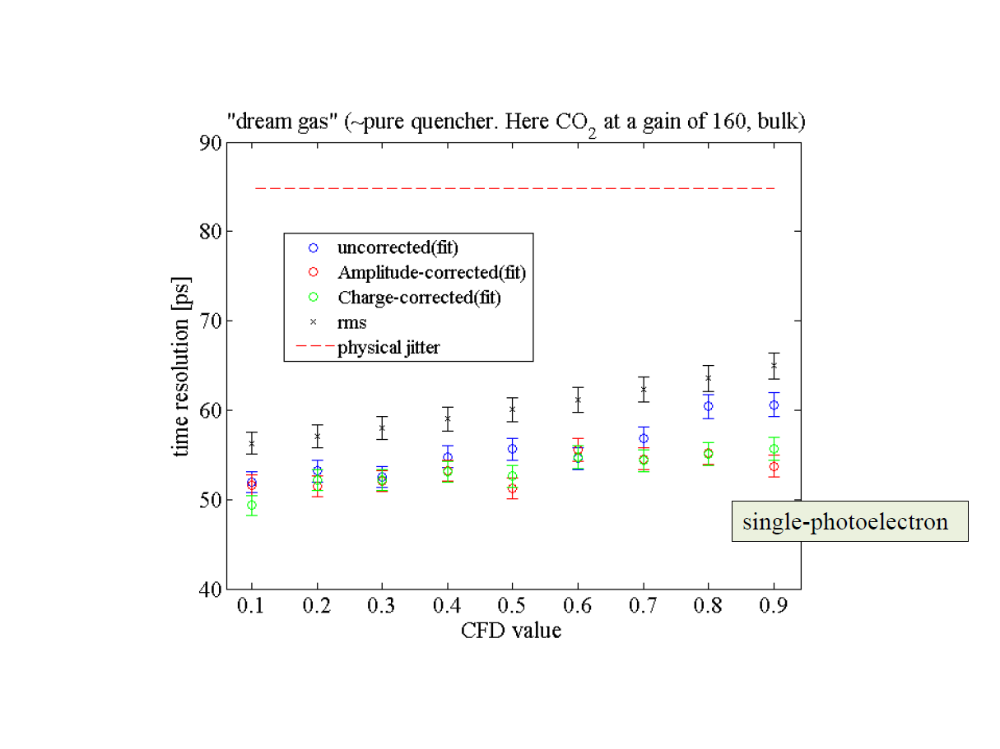 "dream gas" (~pure quencher. Here CO2 at a gain of 160, bulk)
90
80
70
60
50
40
time resolution [ps]
uncorrected(fit)
Amplitude-corrected(fit)
Charge-corrected(fit)
rms
physical jitter
single-photoelectron
0.1 0.2 0.3 0.4 0.5 0.6 0.7 0.8 0.9
CFD value